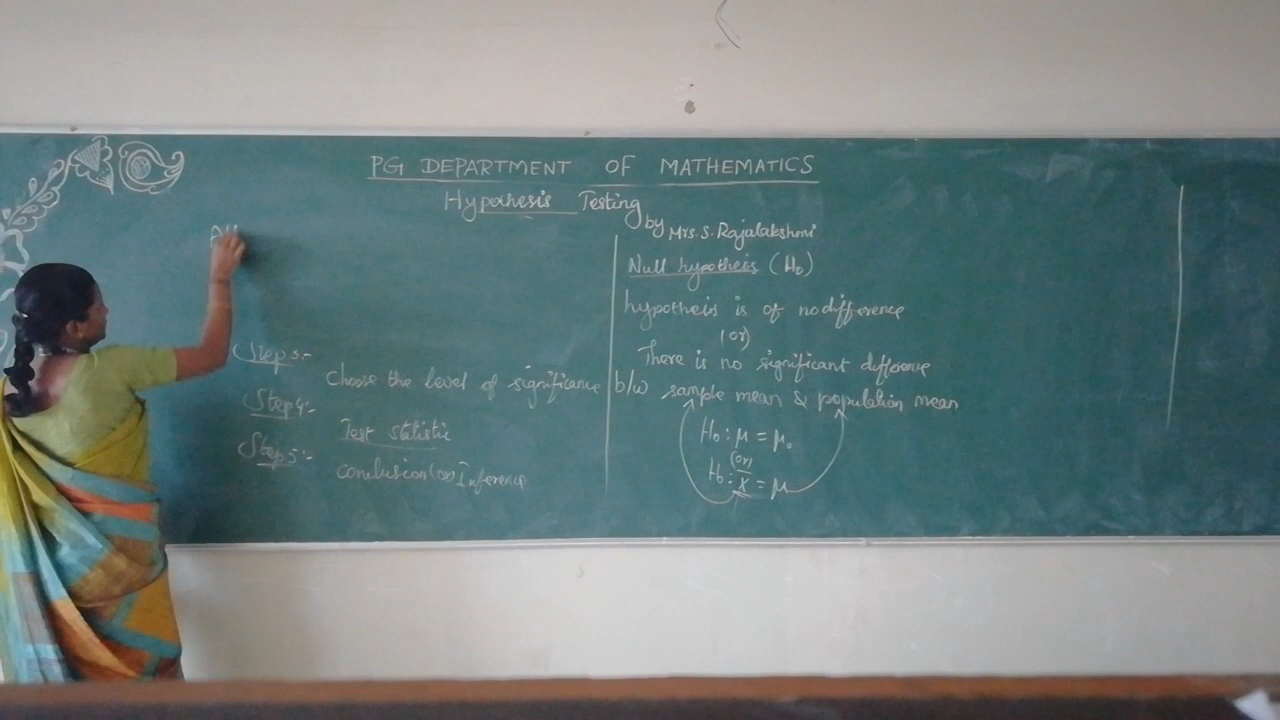 PG DEPARTMENT OF MATHEMATICS
Hypothesis Testing
by Mrs. S. Rajalakshmi
Step 3:-
Choose the level of significance
Step 4:-
Test statistic
Step 5:-
conclusion (or) Inference
Null hypothesis (H₀)
hypothesis is of no difference
(or)
There is no significant difference
b/w sample mean & population mean
H₀ : μ = μ₀
(or)
H₀ : x̄ = μ